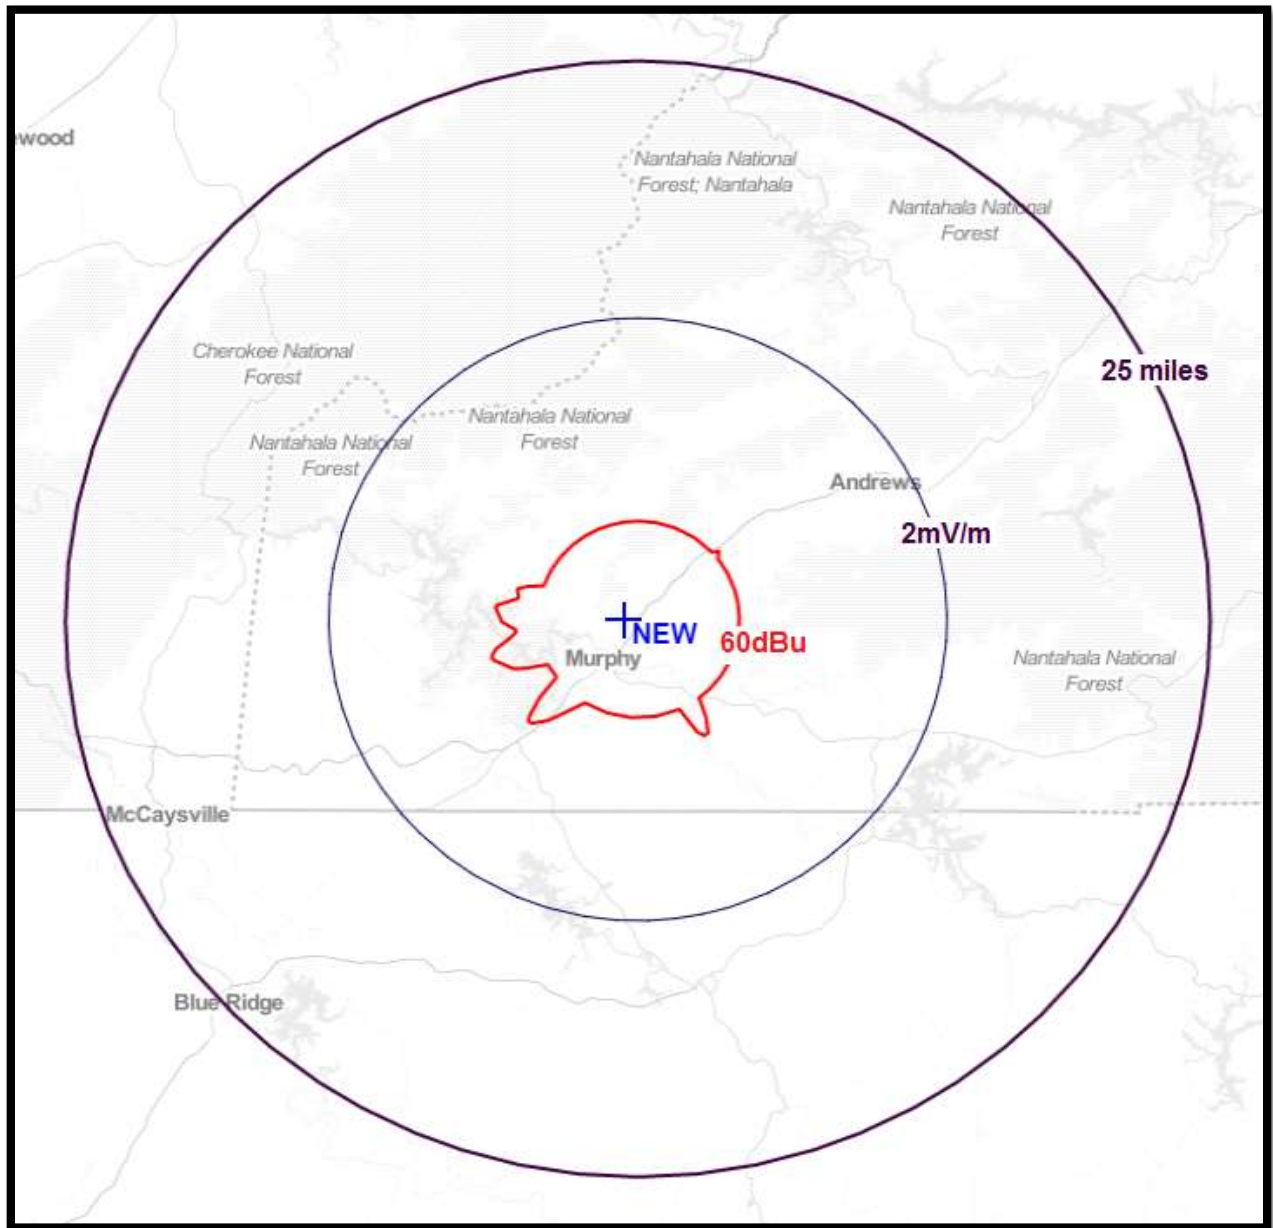 ewood
Nantahala National
Forest; Nantahala
Nantahala National
Forest
Cherokee National
Forest
25 miles
Nantahala National
Forest
Nantahala National
Forest
Andrews
2mV/m
NEW
60dBu
Murphy
Nantahala National
Forest
McCaysville
Blue Ridge